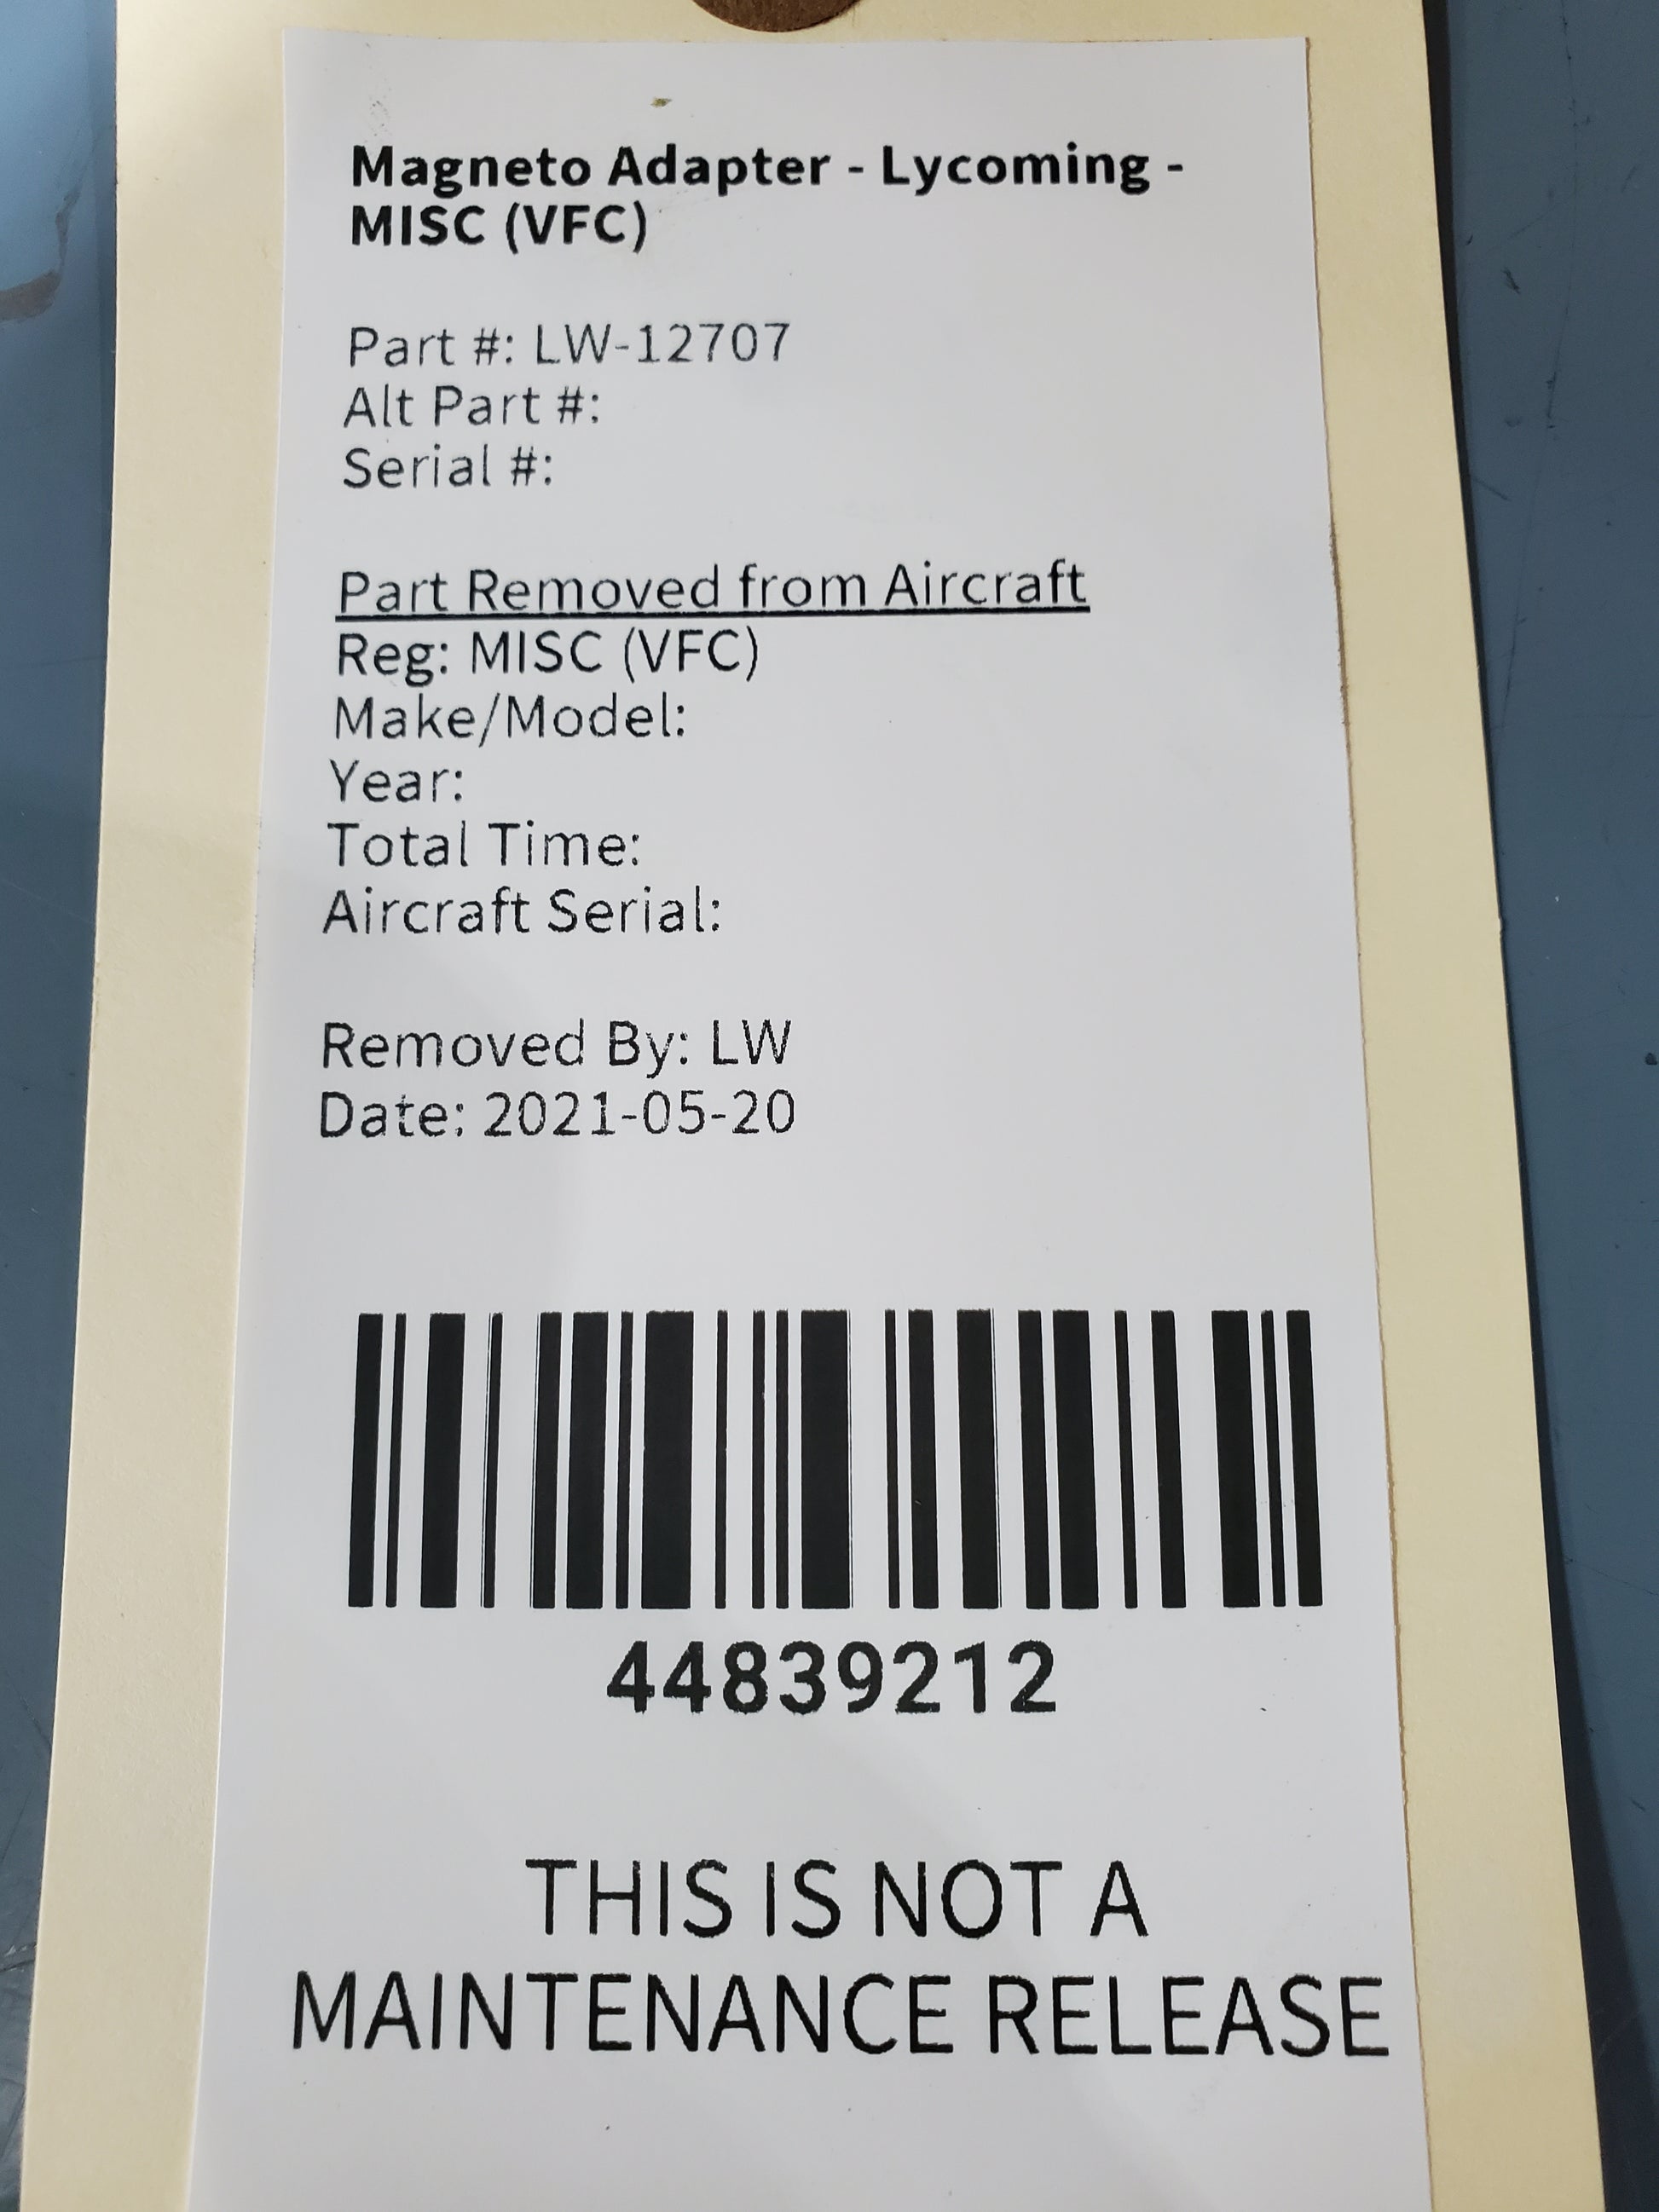 Magneto Adapter - Lycoming -
MISC (VFC)
Part #: LW-12707
Alt Part #:
Serial #:
Part Removed from Aircraft
Reg: MISC (VFC)
Make/Model:
Year:
Total Time:
Aircraft Serial:
Removed By: LW
Date: 2021-05-20
44839212
THIS IS NOT A
MAINTENANCE RELEASE